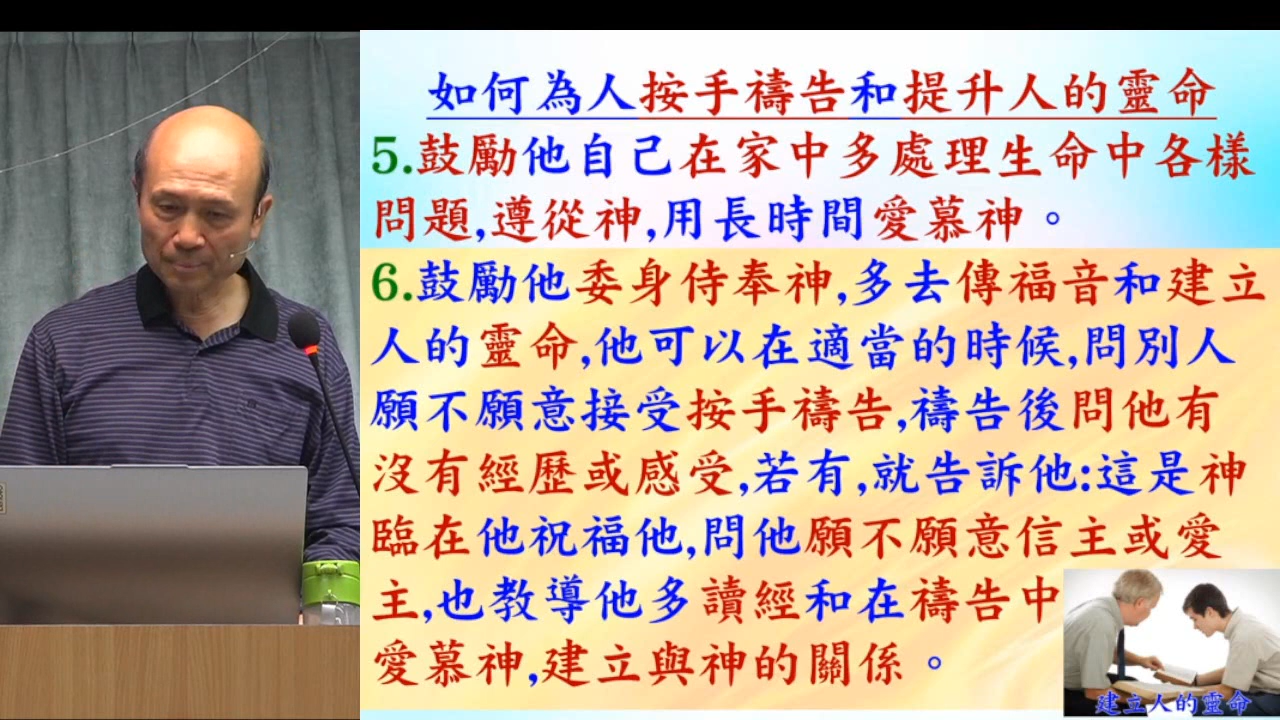 如何為人按手禱告和提升人的靈命
5.鼓勵他自己在家中多處理生命中各樣
問題,遵從神,用長時間愛慕神。
6.鼓勵他委身侍奉神,多去傳福音和建立
人的靈命,他可以在適當的時候,問別人
願不願意接受按手禱告,禱告後問他有
沒有經歷或感受,若有,就告訴他:這是神
臨在他祝福他,問他願不願意信主或愛
主,也教導他多讀經和在禱告中
愛慕神,建立與神的關係。
建立人的靈命